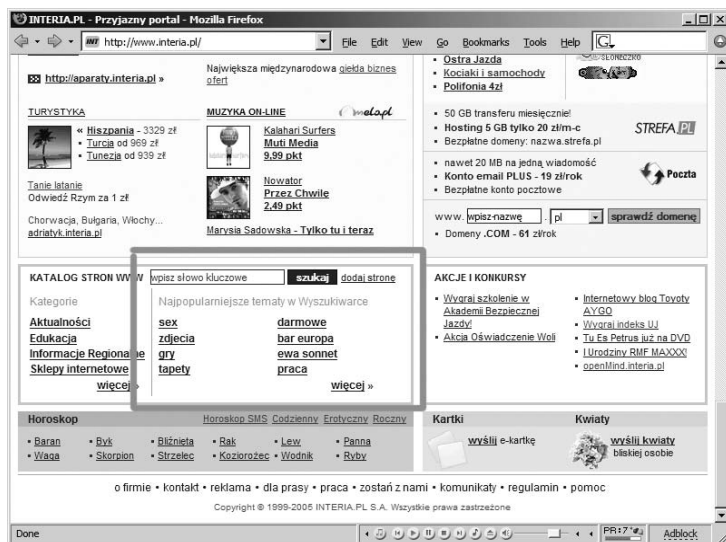 INTERIA.PL - Przyjazny portal - Mozilla Firefox
http://www.interia.pl/
File Edit View Go Bookmarks Tools Help
http://aparaty.interia.pl »
Największa międzynarodowa giełda biznes
ofert
TURYSTYKA
« Hiszpania - 3329 zł
Turcja od 969 zł
Tunezja od 939 zł
Tanie latanie
Odwiedź Rzym za 1 zł
Chorwacja, Bułgaria, Włochy...
adriatyk.interia.pl
MUZYKA ON-LINE melo.pl
Kalahari Surfers
Muti Media
9,99 pkt
Nowator
Przez Chwile
2,49 pkt
Marysia Sadowska - Tylko tu i teraz
Ostra Jazda
Kociaki i samochody
Polifonia 4zł
SŁONECZKO
50 GB transferu miesięcznie!
Hosting 5 GB tylko 20 zł/m-c
Bezpłatne domeny: nazwa.strefa.pl
STREFA.PL
nawet 20 MB na jedną wiadomość
Konto email PLUS - 19 zł/rok
Bezpłatne konto pocztowe
Poczta
www. wpisz-nazwę . pl sprawdź domenę
Domeny .COM - 61 zł/rok
KATALOG STRON WWW wpisz słowo kluczowe szukaj dodaj stronę
Kategorie
Aktualności
Edukacja
Informacje Regionalne
Sklepy internetowe
więcej »
Najpopularniejsze tematy w Wyszukiwarce
sex darmowe
zdjecia bar europa
gry ewa sonnet
tapety praca
więcej »
AKCJE I KONKURSY
Wygraj szkolenie w
Akademii Bezpiecznej
Jazdy!
Akcja Oświadczenie Woli
Internetowy blog Toyoty
AYGO
Wygraj indeks UJ
Tu Es Petrus już na DVD
I Urodziny RMF MAXXX!
openMind.interia.pl
Horoskop Horoskop SMS Codzienny Erotyczny Roczny
Baran Byk Bliźnięta Rak Lew Panna
Waga Skorpion Strzelec Koziorożec Wodnik Ryby
Kartki
wyślij e-kartkę
Kwiaty
wyślij kwiaty
bliskiej osobie
o firmie • kontakt • reklama • dla prasy • praca • zostań z nami • komunikaty • regulamin • pomoc
Copyright © 1999-2005 INTERIA.PL S.A. Wszystkie prawa zastrzeżone
Done PR:7 Adblock